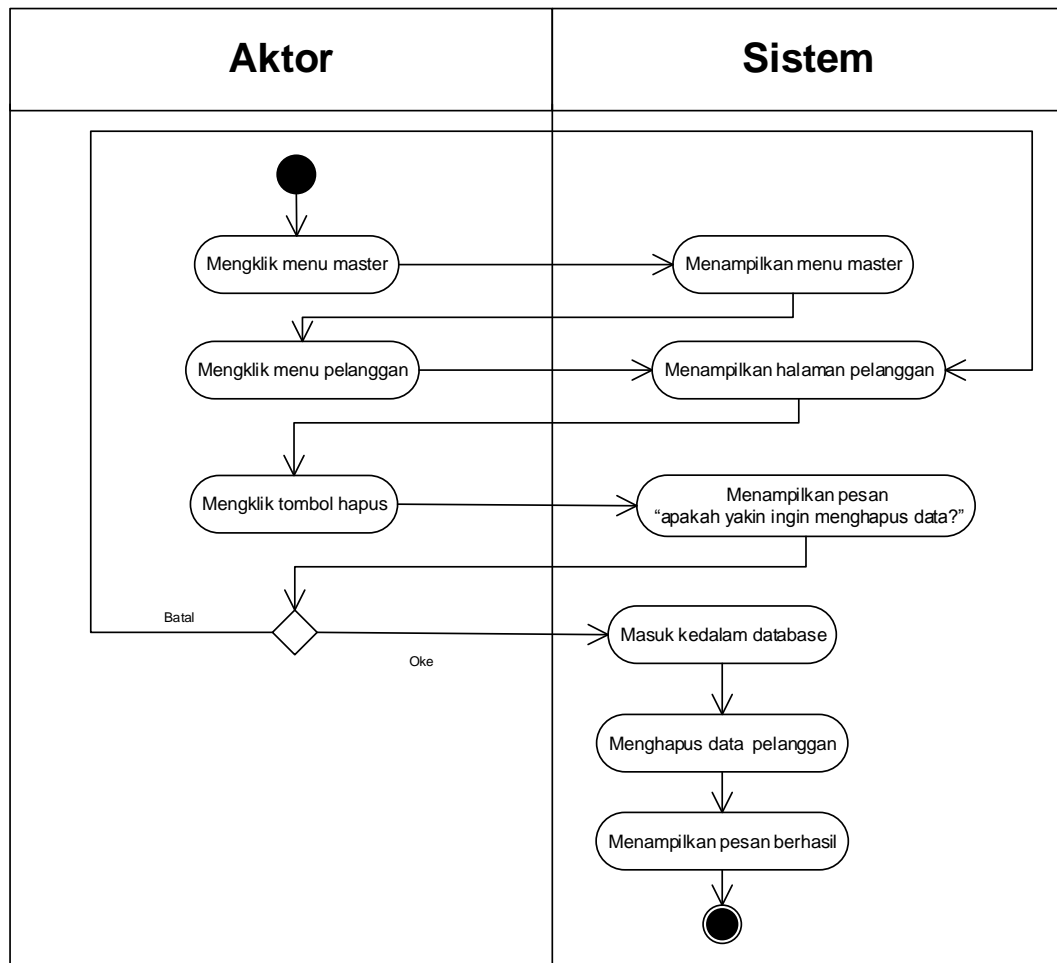 Aktor
Sistem
Mengklik menu master
Menampilkan menu master
Mengklik menu pelanggan
Menampilkan halaman pelanggan
Mengklik tombol hapus
Menampilkan pesan
“apakah yakin ingin menghapus data?”
Batal
Oke
Masuk kedalam database
Menghapus data pelanggan
Menampilkan pesan berhasil